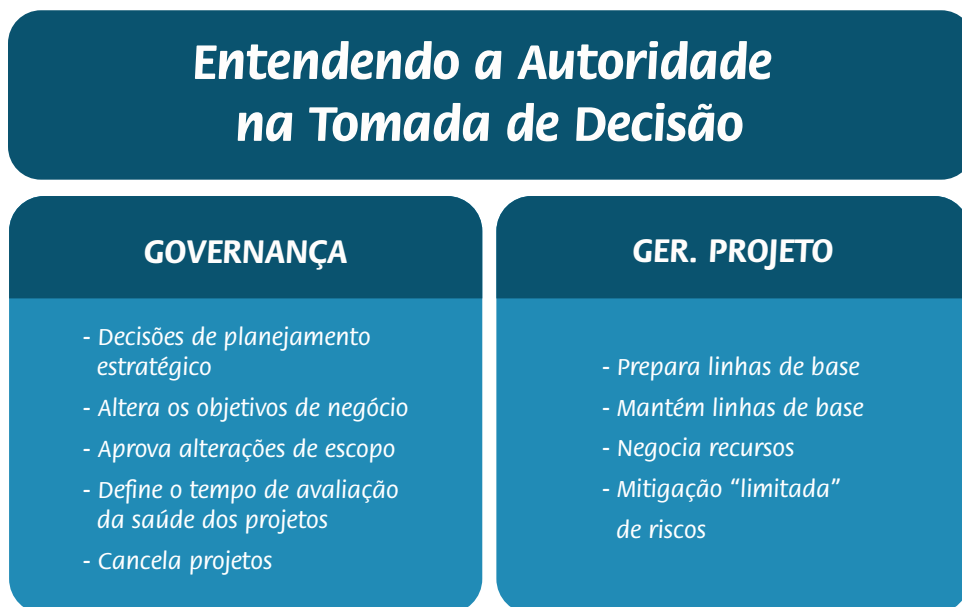 Entendendo a Autoridade
na Tomada de Decisão
GOVERNANÇA
- Decisões de planejamento
estratégico
- Altera os objetivos de negócio
- Aprova alterações de escopo
- Define o tempo de avaliação
da saúde dos projetos
- Cancela projetos
GER. PROJETO
- Prepara linhas de base
- Mantém linhas de base
- Negocia recursos
- Mitigação “limitada”
de riscos